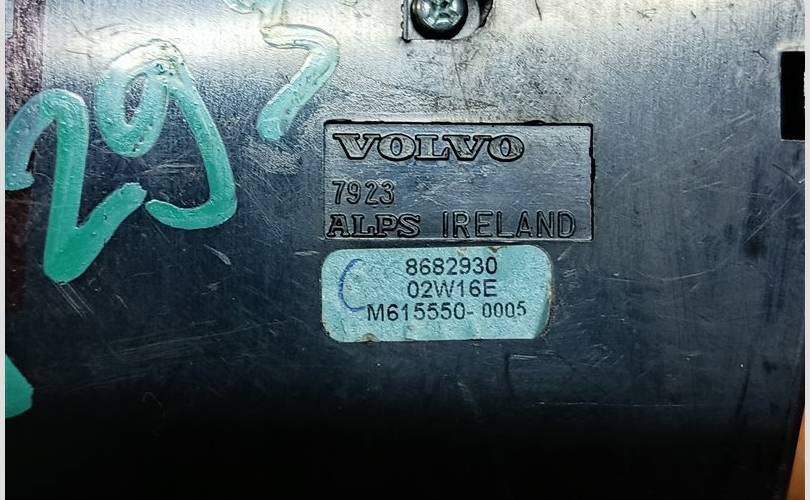 VOLVO
7923
ALPS IRELAND
8682930
02W16E
M615550-0005